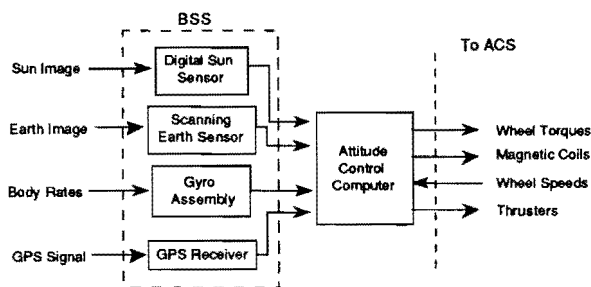 BSS
To ACS
Sun Image
Digital Sun
Sensor
Earth Image
Scanning
Earth Sensor
Body Rates
Gyro
Assembly
GPS Signal
GPS Receiver
Attitude
Control
Computer
Wheel Torques
Magnetic Coils
Wheel Speeds
Thrusters